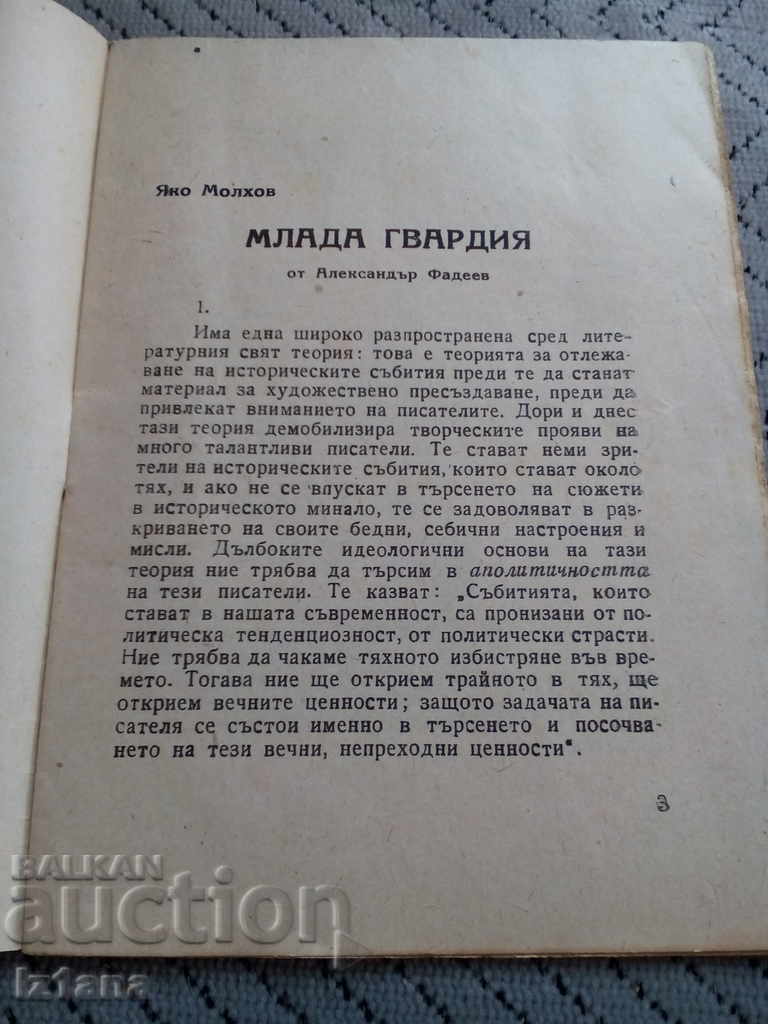 Яко Молхов
МЛАДА ГВАРДИЯ
от Александър Фадеев
1.
Има една широко разпространена сред лите-
ратурния свят теория: това е теорията за отлежа-
ване на историческите събития преди те да станат
материал за художествено пресъздаване, преди да
привлекат вниманието на писателите. Дори и днес
тази теория демобилизира творческите прояви на
много талантливи писатели. Те стават неми зри-
тели на историческите събития, които стават около
тях, и ако не се впускат в търсенето на сюжети
в историческото минало, те се задоволяват в раз-
криването на своите бедни, себични настроения и
мисли. Дълбоките идеологични основи на тази
теория ние трябва да търсим в аполитичността
на тези писатели. Те казват: „Събитията, които
стават в нашата съвременност, са пронизани от по-
литическа тенденциозност, от политически страсти.
Ние трябва да чакаме тяхното избистряне във вре-
мето. Тогава ние ще открием трайното в тях, ще
открием вечните ценности; защото задачата на пи-
сателя се състои именно в търсенето и посочва-
нето на тези вечни, непреходни ценности".
3
BALKAN
auction
Iz1ana